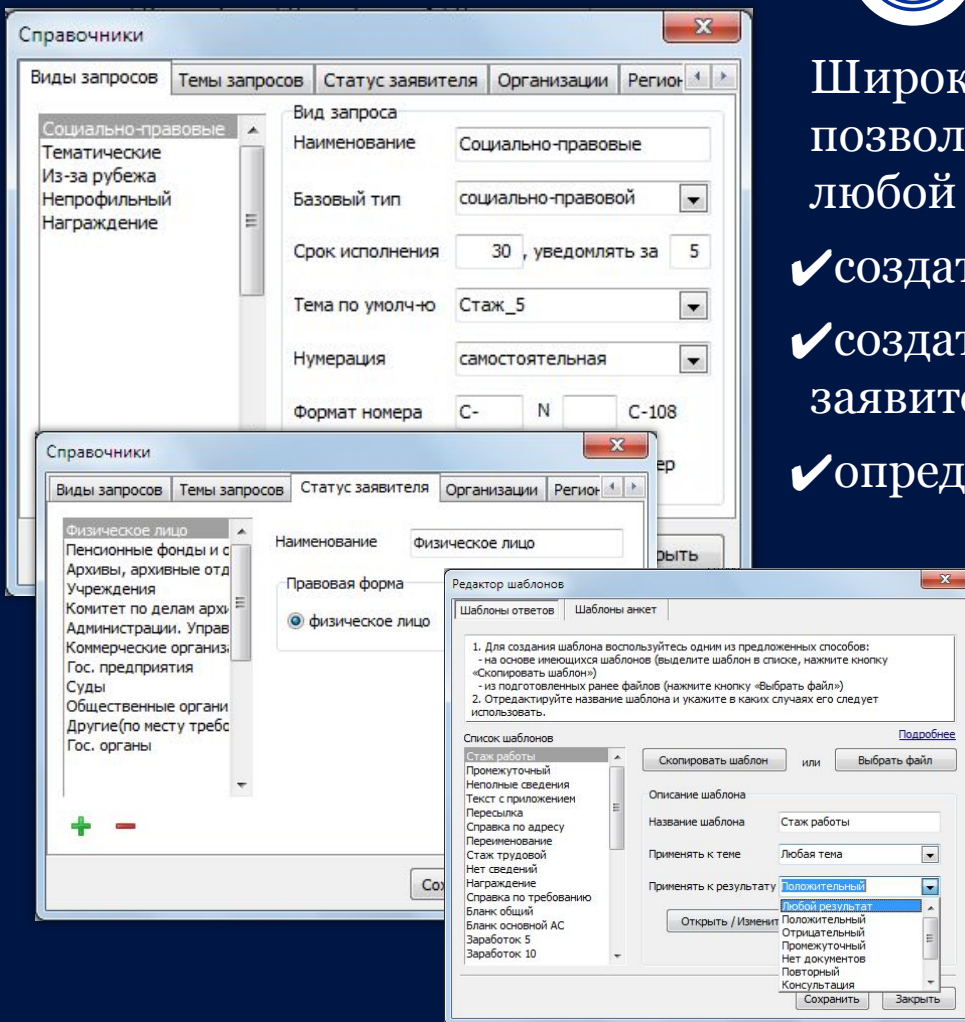 Справочники
Виды запросов Темы запросов Статус заявителя Организации Регион
Социально-правовые
Тематические
Из-за рубежа
Непрофильный
Награждение
Вид запроса
Наименование Социально-правовые
Базовый тип социально-правовой
Срок исполнения 30 , уведомлять за 5
Тема по умолч-ю Стаж_5
Нумерация самостоятельная
Формат номера С- N С-108
ер
рыть
Справочники
Виды запросов Темы запросов Статус заявителя Организации Регион
Физическое лицо
Пенсионные фонды и с
Архивы, архивные отд
Учреждения
Комитет по делам архи
Администрации. Управ
Коммерческие организа
Гос. предприятия
Суды
Общественные органи
Другие(по месту требо
Гос. органы
Наименование Физическое лицо
Правовая форма
физическое лицо
Со
Редактор шаблонов
Шаблоны ответов Шаблоны анкет
1. Для создания шаблона воспользуйтесь одним из предложенных способов:
- на основе имеющихся шаблонов (выделите шаблон в списке, нажмите кнопку
«Скопировать шаблон»)
- из подготовленных ранее файлов (нажмите кнопку «Выбрать файл»)
2. Отредактируйте название шаблона и укажите в каких случаях его следует
использовать.
Подробнее
Список шаблонов
Стаж работы
Промежуточный
Неполные сведения
Текст с приложением
Пересылка
Справка по адресу
Переименование
Стаж трудовой
Нет сведений
Награждение
Справка по требованию
Бланк общий
Бланк основной АС
Заработок 5
Заработок 10
Скопировать шаблон или Выбрать файл
Описание шаблона
Название шаблона Стаж работы
Применять к теме Любая тема
Применять к результату Положительный
Любой результат
Положительный
Отрицательный
Промежуточный
Нет документов
Повторный
Консультация
Открыть / Изменит
Сохранить Закрыть
Широк
позвол
любой
✔создат
✔создат
заявите
✔опред